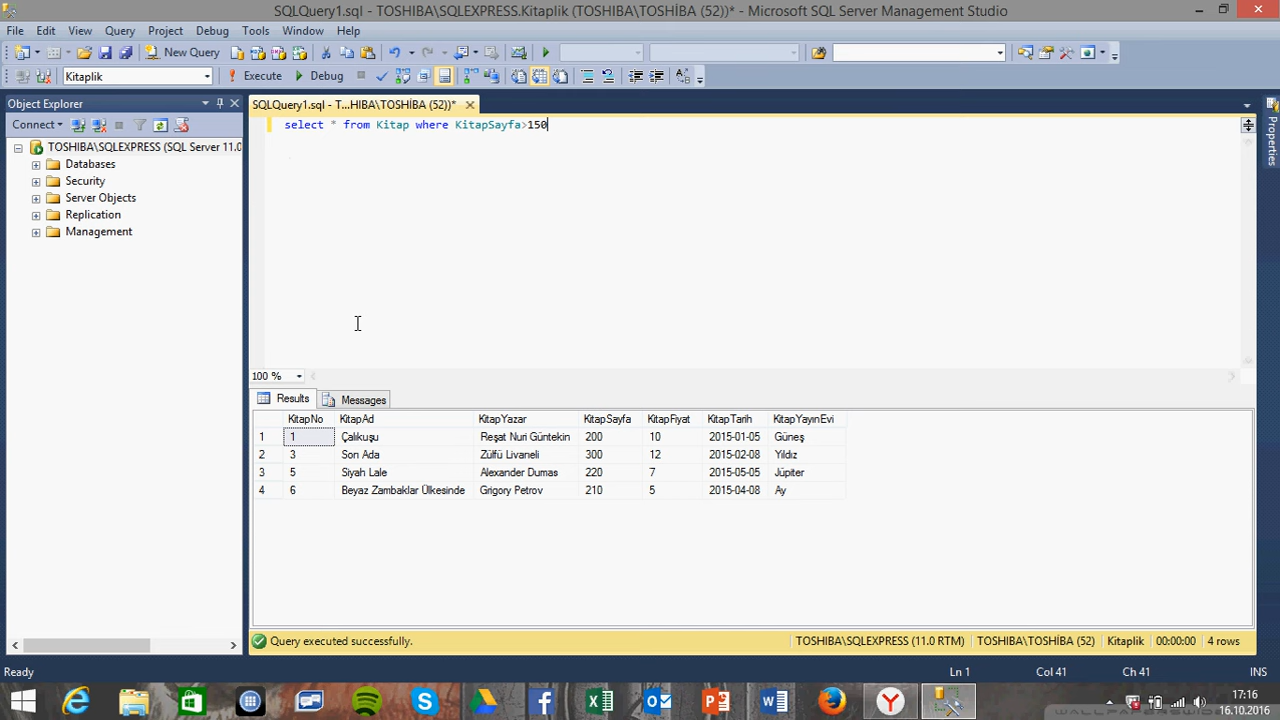 SQLQuery1.sql - TOSHIBA\SQLEXPRESS.Kitaplik (TOSHIBA\TOSHİBA (52))* - Microsoft SQL Server Management Studio
File Edit View Query Project Debug Tools Window Help
New Query
Kitaplik Execute Debug
Object Explorer
SQLQuery1.sql - T...HIBA\TOSHİBA (52))*
Connect
select * from Kitap where KitapSayfa>150
Properties
TOSHIBA\SQLEXPRESS (SQL Server 11.0
Databases
Security
Server Objects
Replication
Management
100 %
Results Messages
KitapNo KitapAd KitapYazar KitapSayfa KitapFiyat KitapTarih KitapYayınEvi
1 1 Çalıkuşu Reşat Nuri Güntekin 200 10 2015-01-05 Güneş
2 3 Son Ada Zülfü Livaneli 300 12 2015-02-08 Yıldız
3 5 Siyah Lale Alexander Dumas 220 7 2015-05-05 Jüpiter
4 6 Beyaz Zambaklar Ülkesinde Grigory Petrov 210 5 2015-04-08 Ay
Query executed successfully. TOSHIBA\SQLEXPRESS (11.0 RTM) TOSHIBA\TOSHİBA (52) Kitaplik 00:00:00 4 rows
Ready Ln 1 Col 41 Ch 41 INS
17:16
16.10.2016